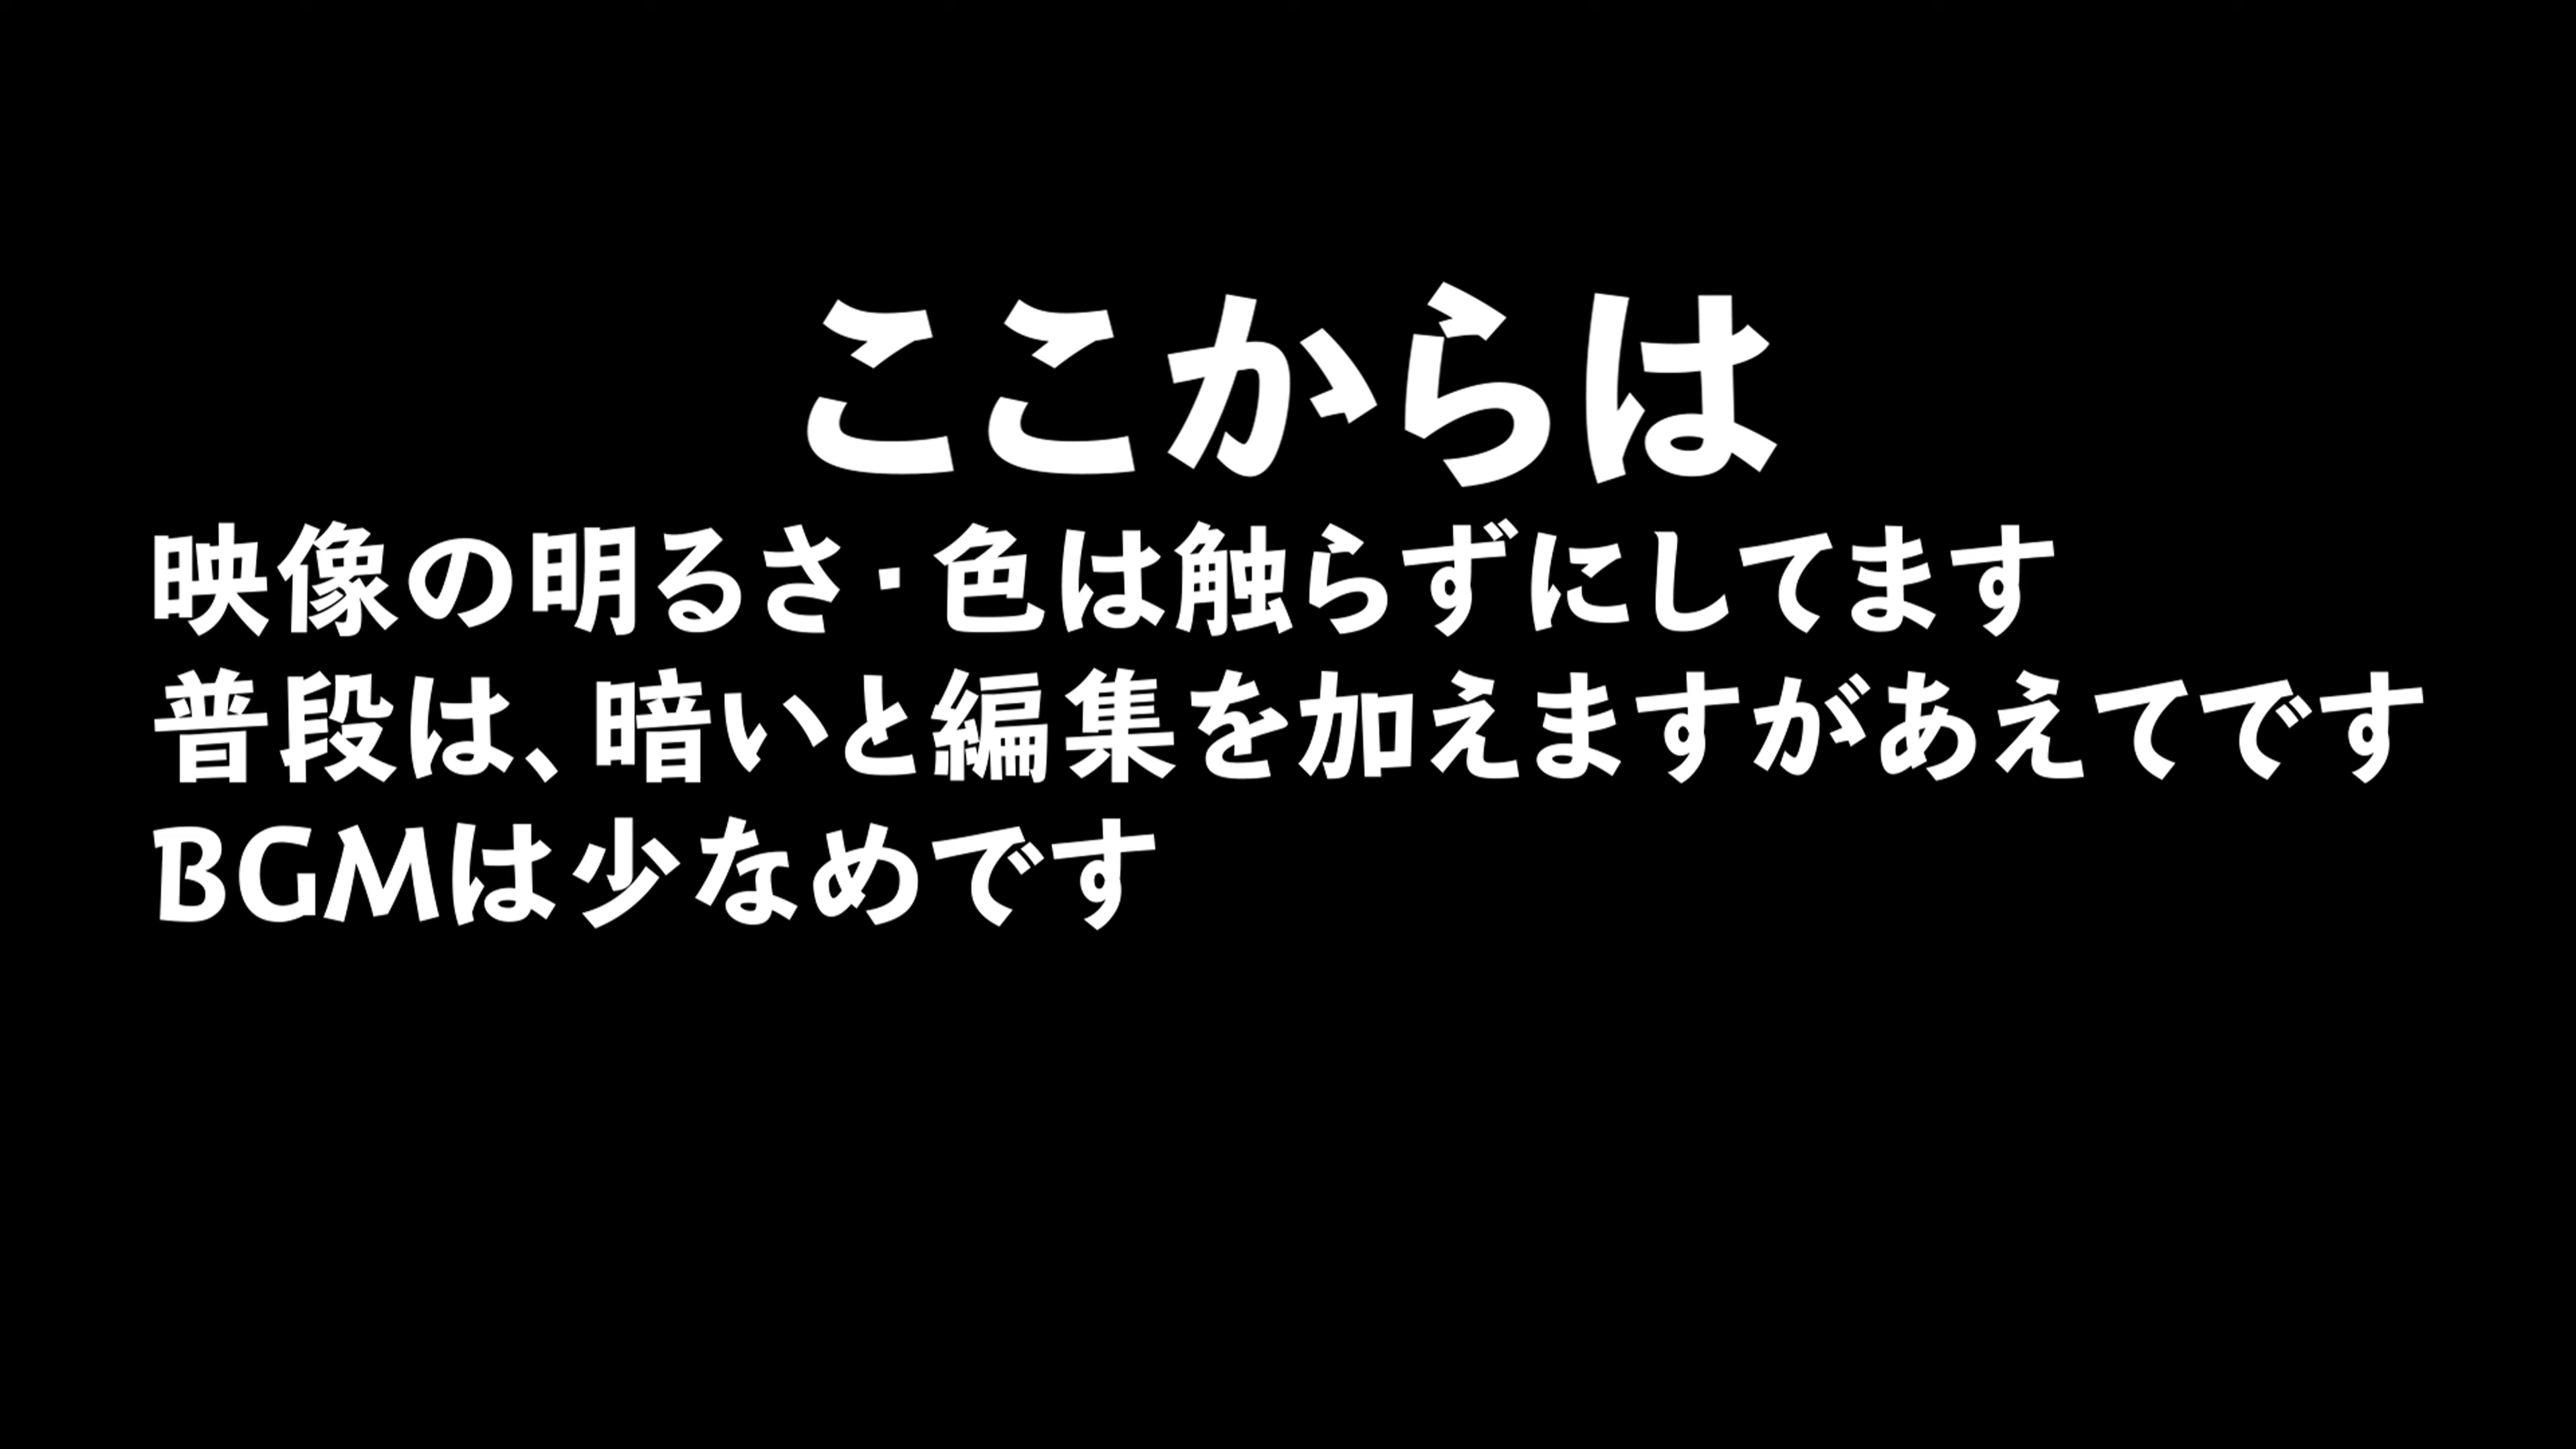 ここからは
映像の明るさ・色は触らずにしてます
普段は、暗いと編集を加えますがあえてです
BGMは少なめです